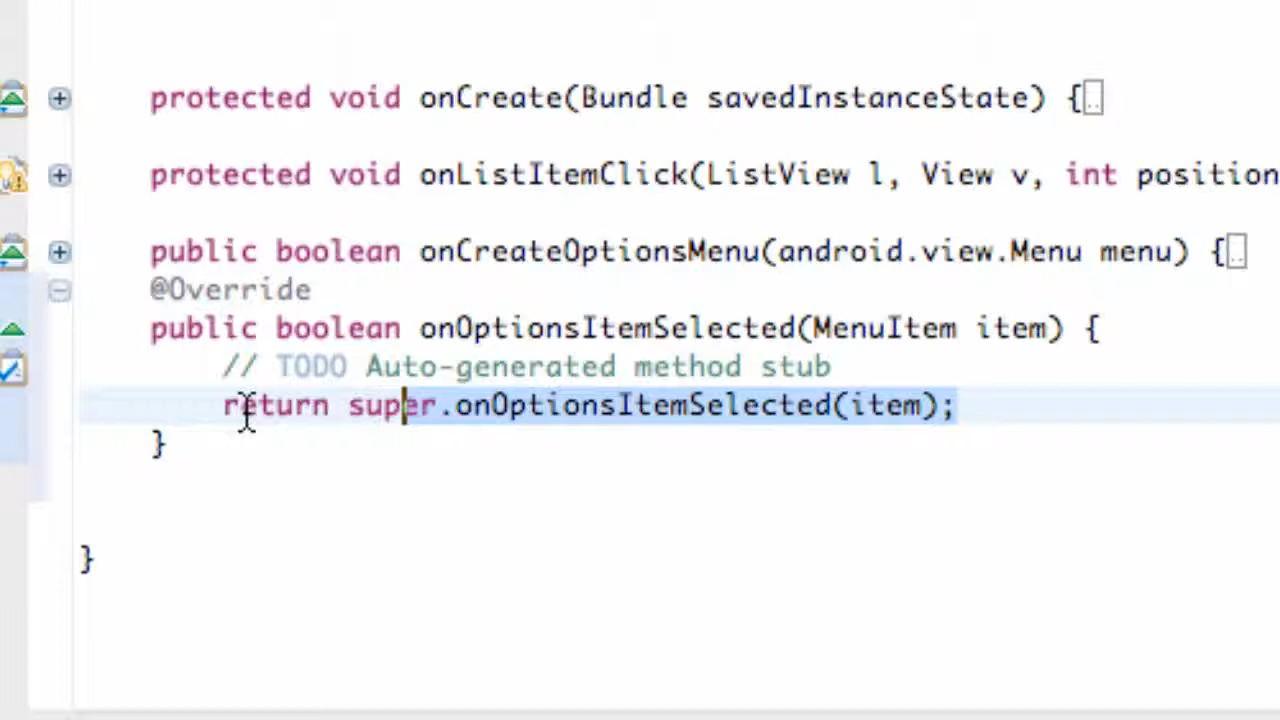 protected void onCreate(Bundle savedInstanceState) {
protected void onListItemClick(ListView l, View v, int position
public boolean onCreateOptionsMenu(android.view.Menu menu) {
@Override
public boolean onOptionsItemSelected(MenuItem item) {
// TODO Auto-generated method stub
return super.onOptionsItemSelected(item);
}
}